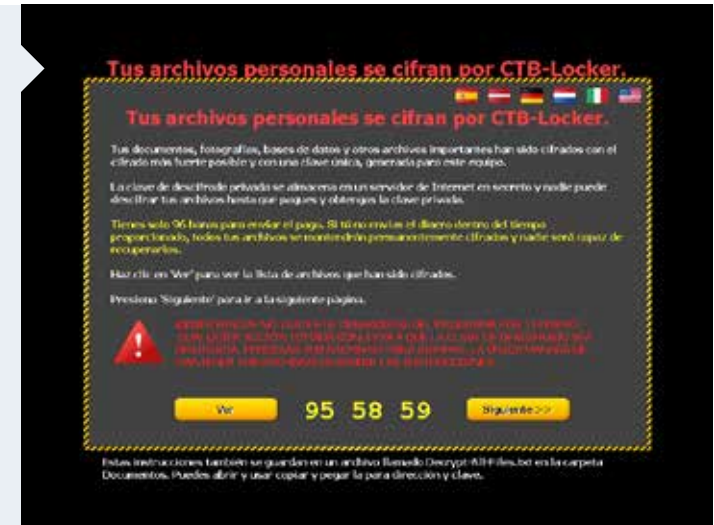 Tus archivos personales se cifran por CTB-Locker.
Tus archivos personales se cifran por CTB-Locker.
Tus documentos, fotografías, bases de datos y otros archivos importantes han sido cifrados con el
cifrado más fuerte posible y con una clave única, generada para este equipo.
La clave de descifrado privada se almacena en un servidor de Internet en secreto y nadie puede
descifrar tus archivos hasta que pagues y obtengas la clave privada.
Tienes solo 96 horas para enviar el pago. Si tú no envías el dinero dentro del tiempo
proporcionado, todos tus archivos se mantendrán permanentemente cifrados y nadie será capaz de
recuperarlos.
Haz clic en 'Ver' para ver la lista de archivos que han sido cifrados.
Presiona 'Siguiente' para ir a la siguiente página.
Ver
95 58 59
Siguiente >>
Estas instrucciones también se guardan en un archivo llamado Decrypt-All-Files.txt en la carpeta
Documentos. Puedes abrir y usar copiar y pegar la para dirección y clave.